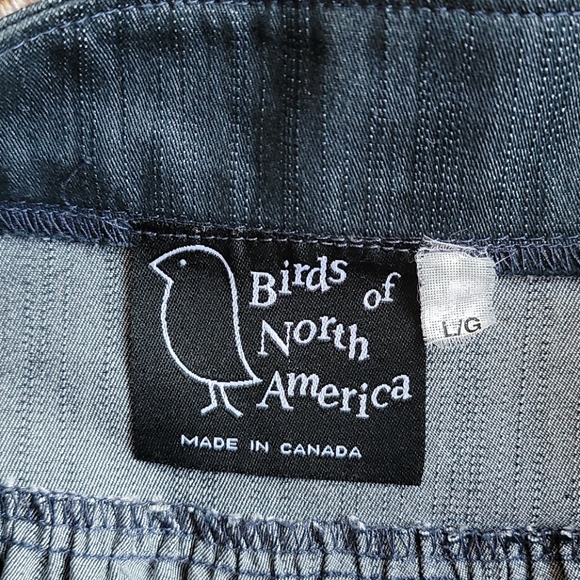 Birds of
North
America
MADE IN CANADA
L/G